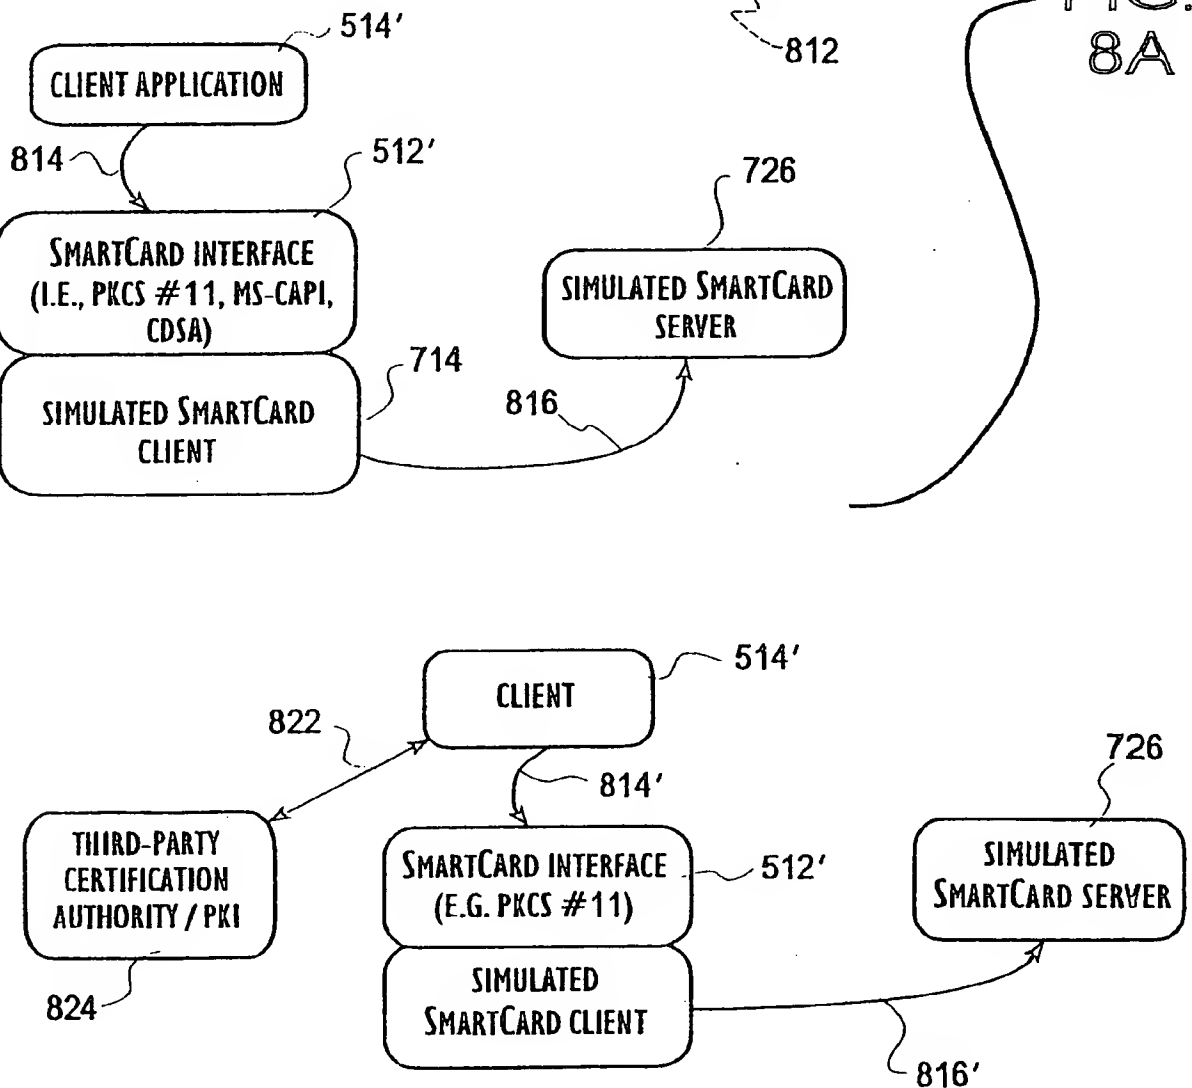 FIG.
8A
812
514'
CLIENT APPLICATION
814
512'
SMARTCARD INTERFACE
(I.E., PKCS #11, MS-CAPI,
CDSA)
726
SIMULATED SMARTCARD
SERVER
714
SIMULATED SMARTCARD
CLIENT
816
514'
CLIENT
822
814'
726
THIRD-PARTY
CERTIFICATION
AUTHORITY / PKI
SMARTCARD INTERFACE
(E.G. PKCS #11)
512'
SIMULATED
SMARTCARD SERVER
SIMULATED
SMARTCARD CLIENT
824
816'